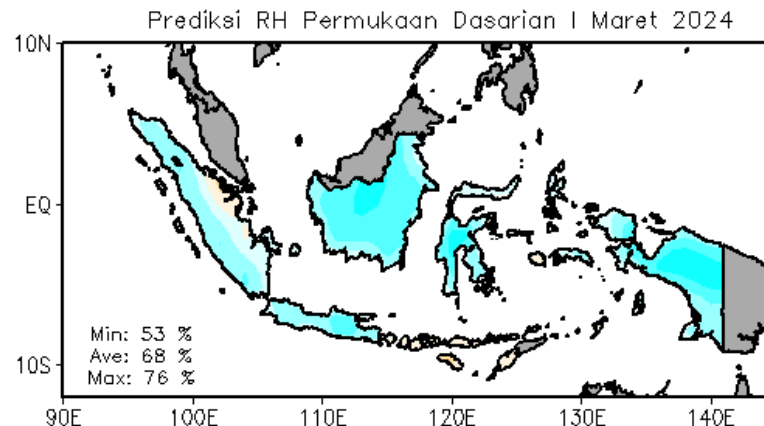 Prediksi RH Permukaan Dasarian I Maret 2024
10N
EQ
10S
Min: 53 %
Ave: 68 %
Max: 76 %
90E 100E 110E 120E 130E 140E